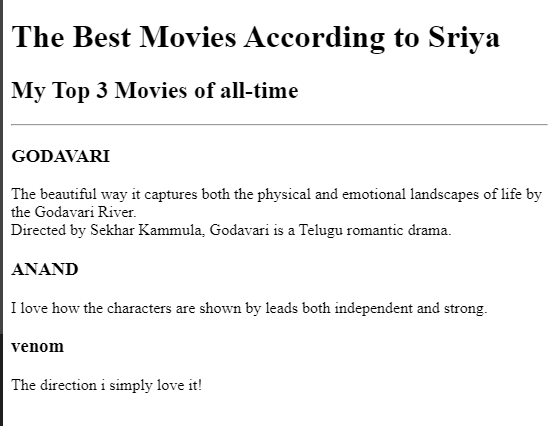 The Best Movies According to Sriya
My Top 3 Movies of all-time
GODAVARI
The beautiful way it captures both the physical and emotional landscapes of life by
the Godavari River.
Directed by Sekhar Kammula, Godavari is a Telugu romantic drama.
ANAND
I love how the characters are shown by leads both independent and strong.
venom
The direction i simply love it!